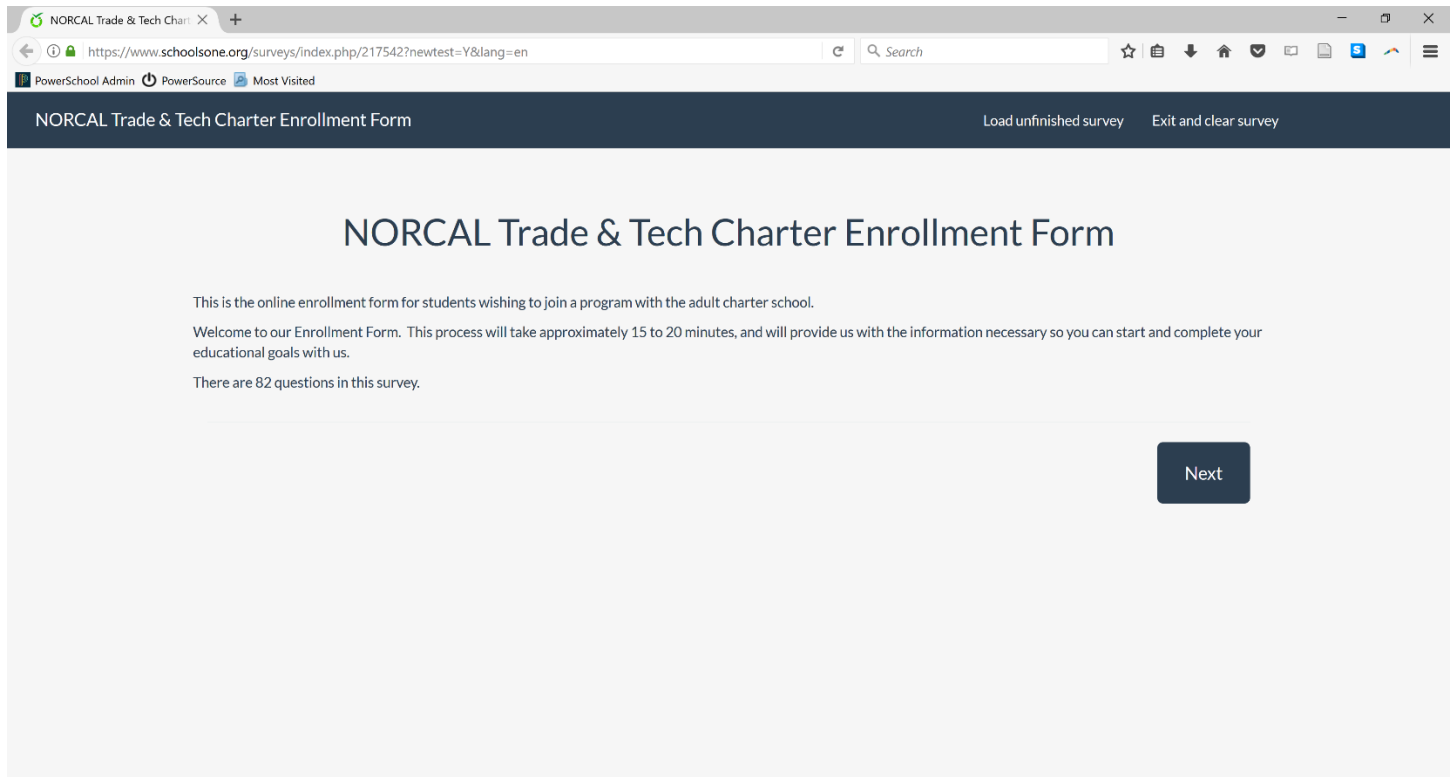 NORCAL Trade & Tech Chart
https://www.schoolsone.org/surveys/index.php/217542?newtest=Y&lang=en
Search
PowerSchool Admin PowerSource Most Visited
NORCAL Trade & Tech Charter Enrollment Form
Load unfinished survey Exit and clear survey
NORCAL Trade & Tech Charter Enrollment Form
This is the online enrollment form for students wishing to join a program with the adult charter school.
Welcome to our Enrollment Form. This process will take approximately 15 to 20 minutes, and will provide us with the information necessary so you can start and complete your
educational goals with us.
There are 82 questions in this survey.
Next